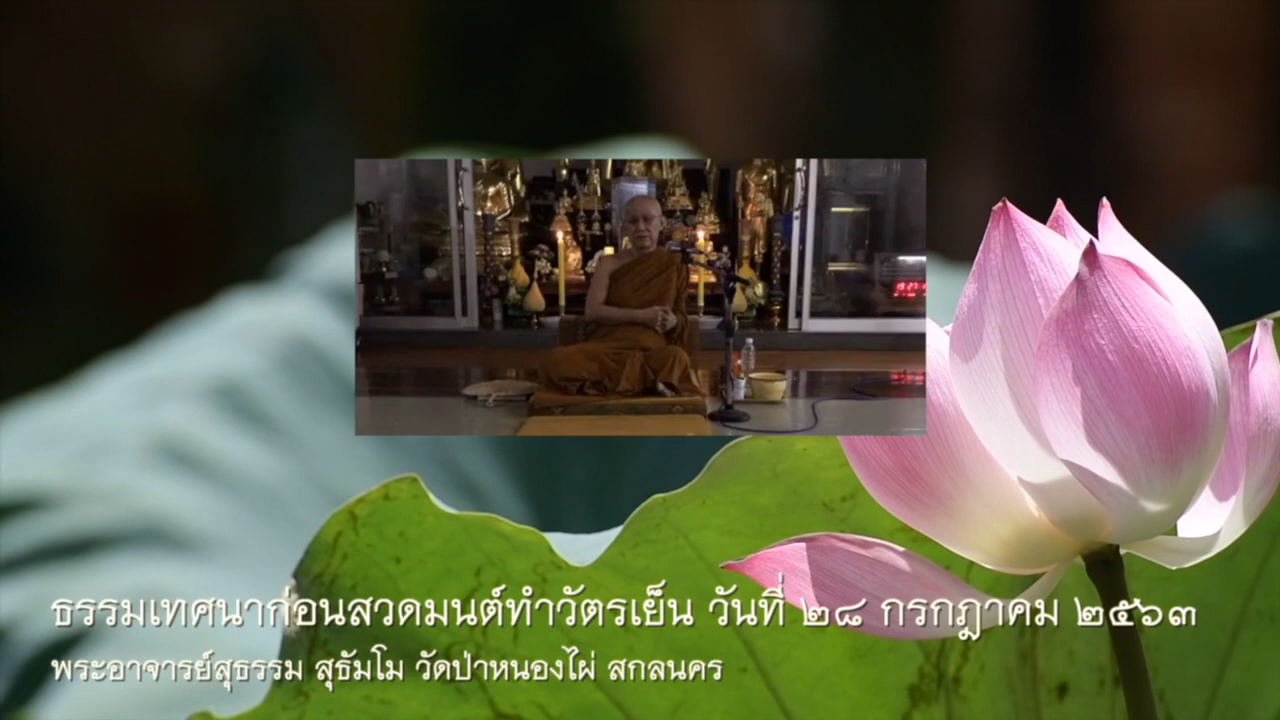 ธรรมเทศนาก่อนสวดมนต์ทำวัตรเย็น วันที่ ๒๘ กรกฎาคม ๒๕๖๓
พระอาจารย์สุธรรม สุธัมโม วัดป่าหนองไผ่ สกลนคร